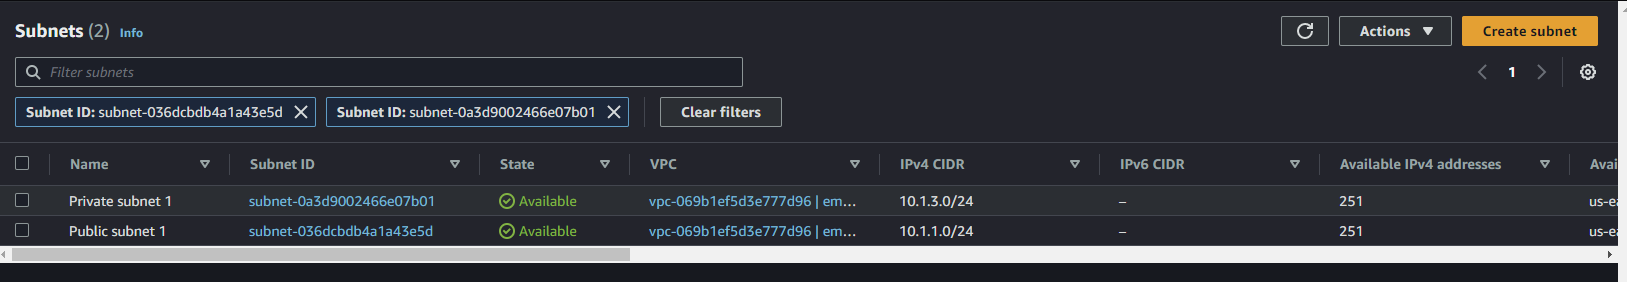 Subnets (2) Info
Actions
Create subnet
Filter subnets
1
Subnet ID: subnet-036dcbdb4a1a43e5d
Subnet ID: subnet-0a3d9002466e07b01
Clear filters
Name Subnet ID State VPC IPv4 CIDR IPv6 CIDR Available IPv4 addresses Avai
Private subnet 1 subnet-0a3d9002466e07b01 Available vpc-069b1ef5d3e777d96 | em… 10.1.3.0/24 – 251 us-ea
Public subnet 1 subnet-036dcbdb4a1a43e5d Available vpc-069b1ef5d3e777d96 | em… 10.1.1.0/24 – 251 us-ea